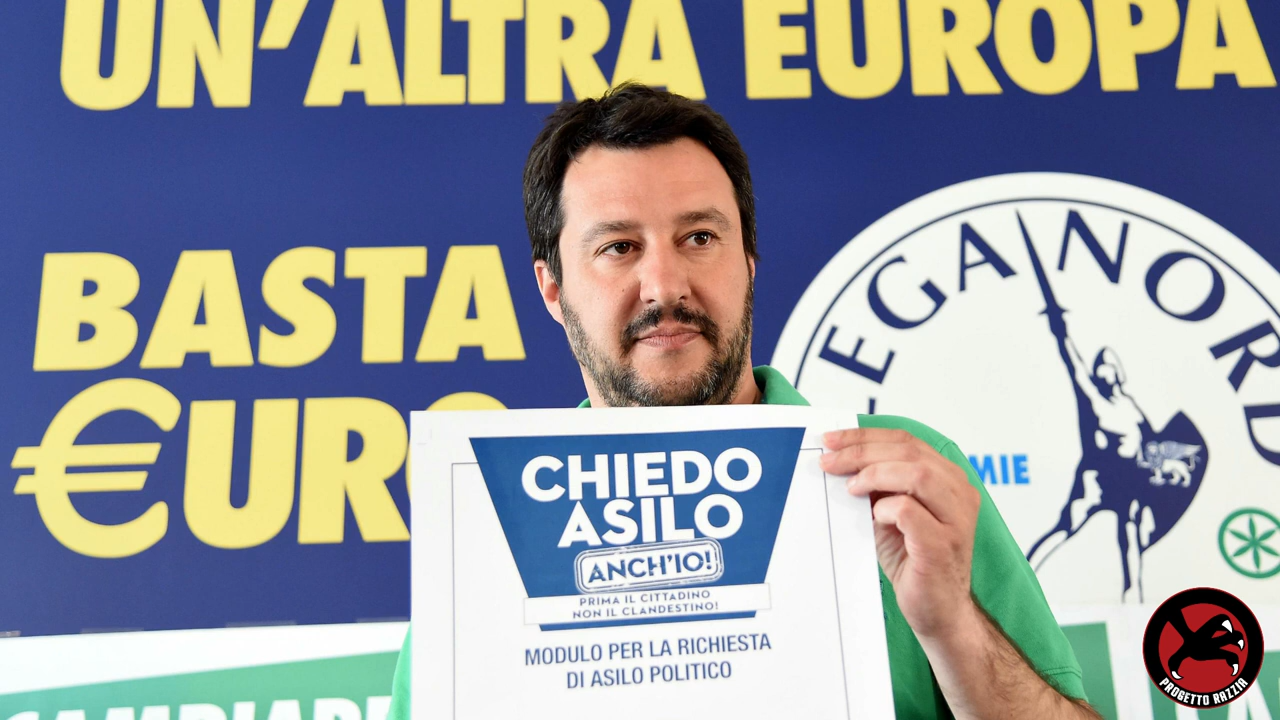 UN'ALTRA EUROPA
BASTA
€URO
LEGA NORD
CHIEDO
ASILO
ANCH'IO!
PRIMA IL CITTADINO
NON IL CLANDESTINO!
MODULO PER LA RICHIESTA
DI ASILO POLITICO
PROGETTO RAZZIA